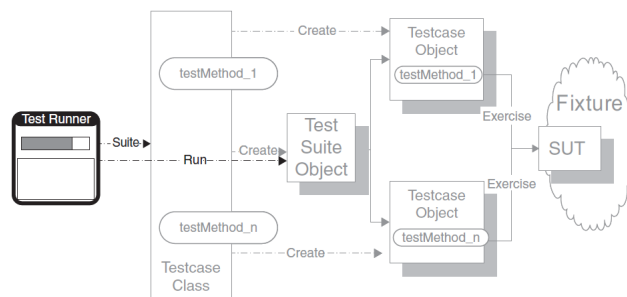 Create
Testcase
Object
testMethod_1
testMethod_1
Fixture
Test Runner
Exercise
Suite
Create
Test
Suite
Object
Run
SUT
Exercise
Testcase
Object
testMethod_n
testMethod_n
Create
Testcase
Class